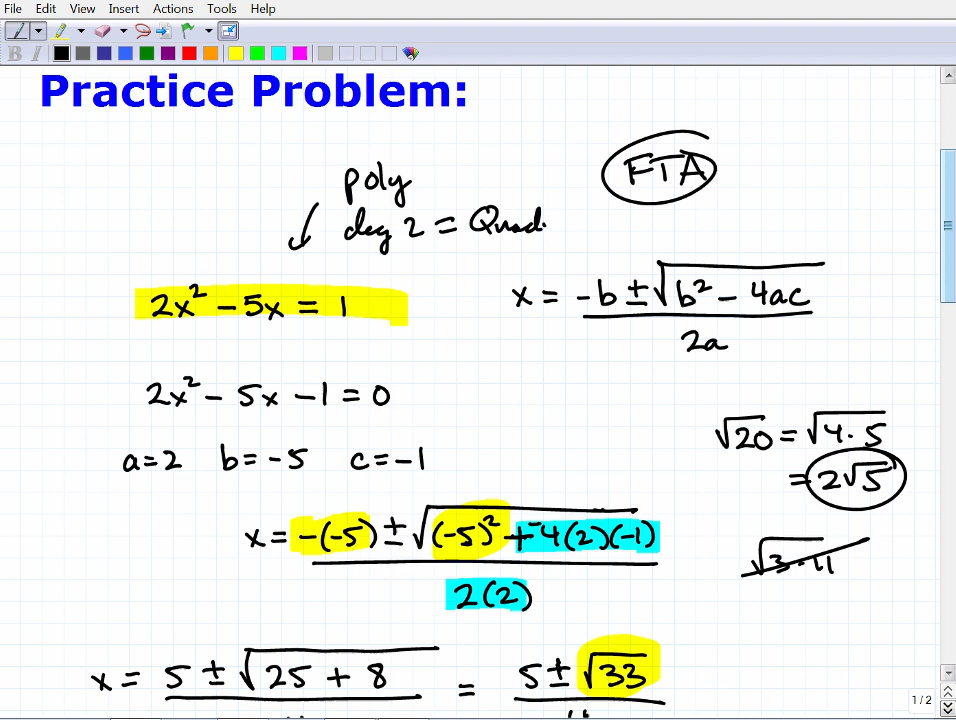 File Edit View Insert Actions Tools Help
B I
Practice Problem:
poly
deg 2 = Quad.
FTA
2x² - 5x = 1
x = -b ± √(b² - 4ac)
2a
2x² - 5x - 1 = 0
√20 = √4·5
= 2√5
a=2 b=-5 c=-1
x = -(-5) ± √(-5)² + -4(2)(-1)
2(2)
√3·11
x = 5 ± √25 + 8 = 5 ± √33
1 / 2